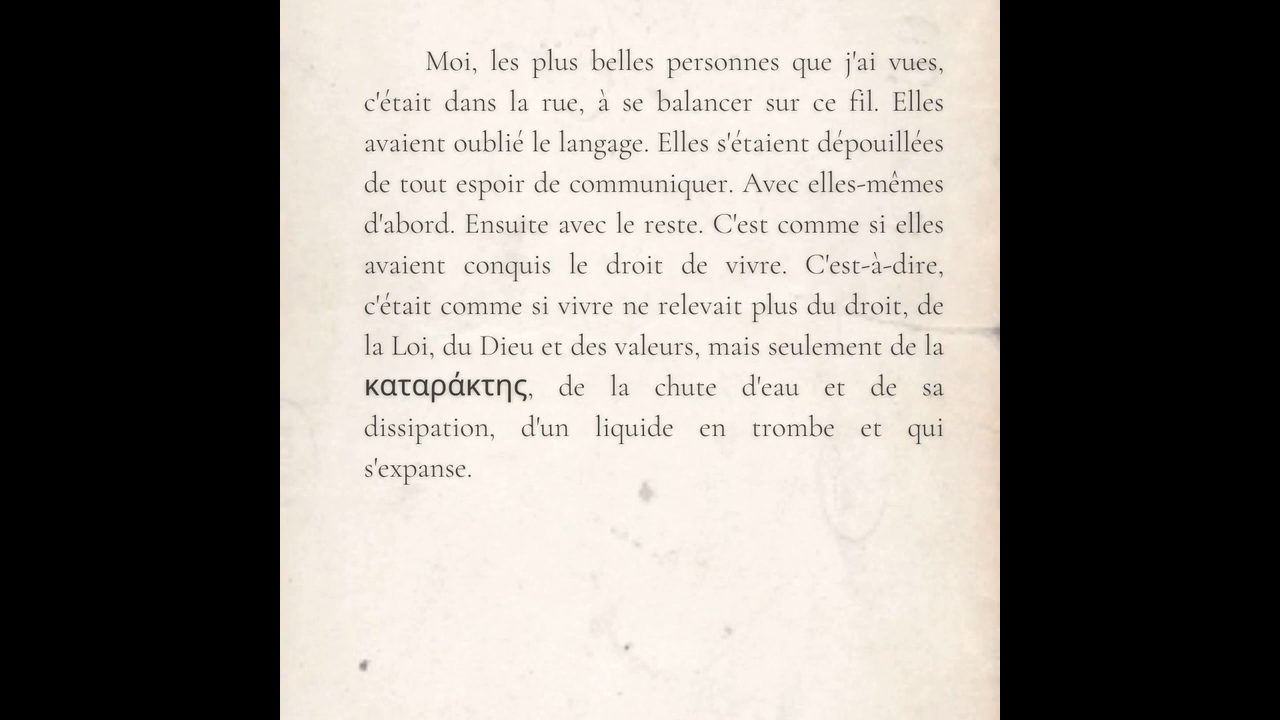 Moi, les plus belles personnes que j'ai vues,
c'était dans la rue, à se balancer sur ce fil. Elles
avaient oublié le langage. Elles s'étaient dépouillées
de tout espoir de communiquer. Avec elles-mêmes
d'abord. Ensuite avec le reste. C'est comme si elles
avaient conquis le droit de vivre. C'est-à-dire,
c'était comme si vivre ne relevait plus du droit, de
la Loi, du Dieu et des valeurs, mais seulement de la
καταράκτης, de la chute d'eau et de sa
dissipation, d'un liquide en trombe et qui
s'expanse.